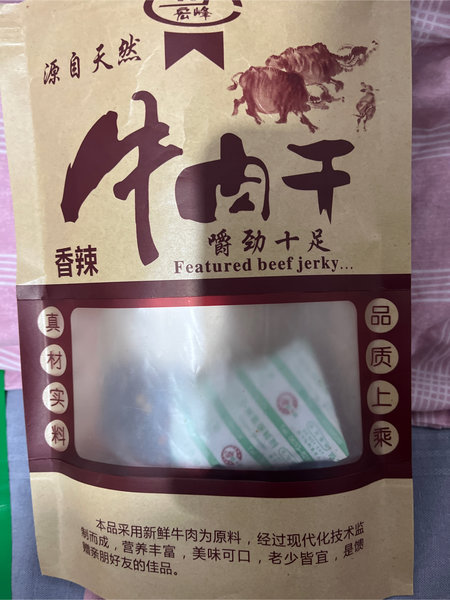 宏峰
源自天然
牛肉干
嚼劲十足
香辣
Featured beef jerky...
真材实料
品质上乘
本品采用新鲜牛肉为原料，经过现代化技术监
制而成，营养丰富，美味可口，老少皆宜，是馈
赠亲朋好友的佳品。